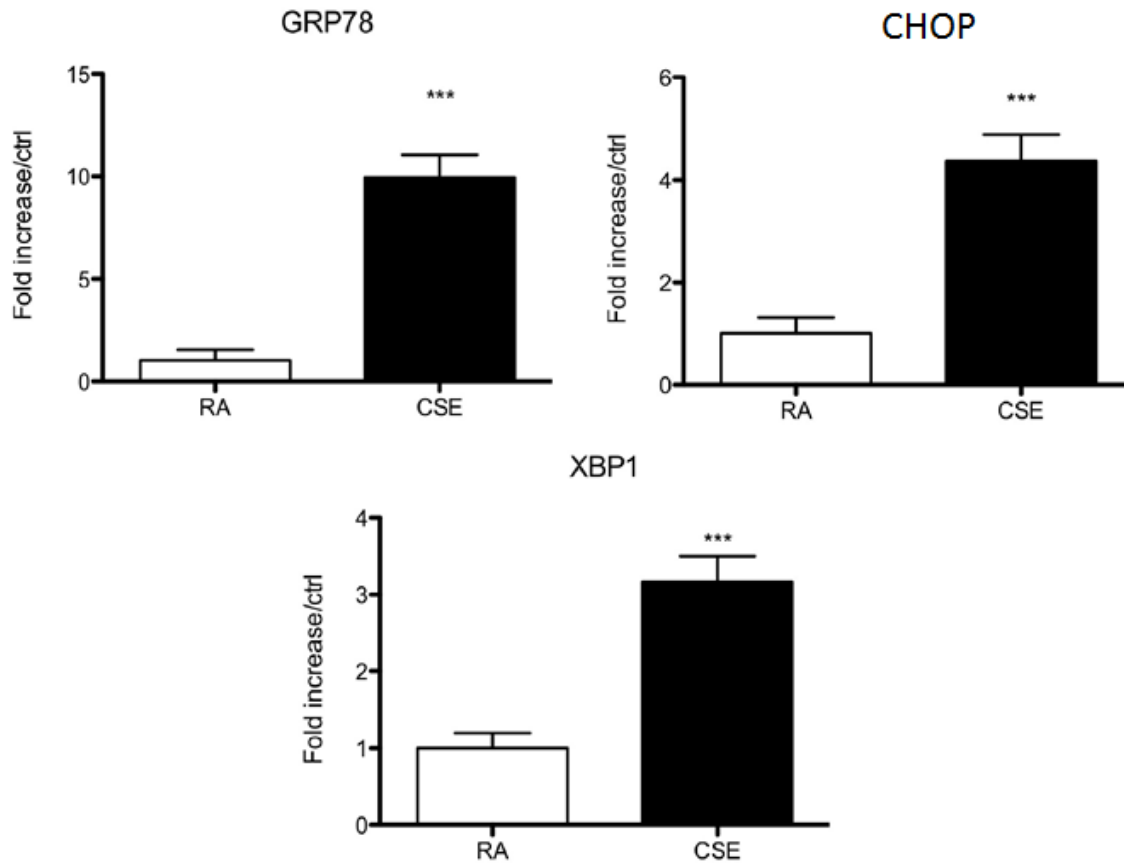 GRP78
15
10
5
0
Fold increase/ctrl
***
RA CSE
CHOP
6
4
2
0
Fold increase/ctrl
***
RA CSE
XBP1
4
3
2
1
0
Fold increase/ctrl
***
RA CSE